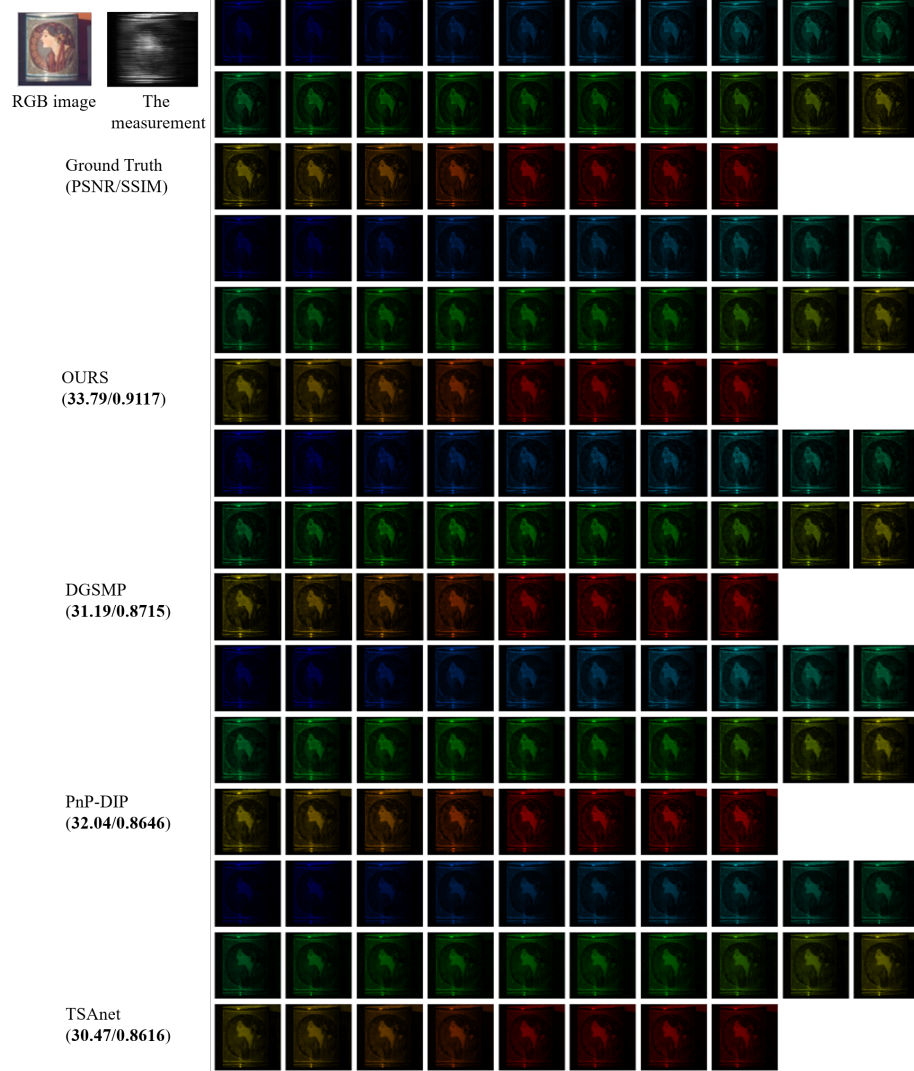 RGB image
The
measurement
Ground Truth
(PSNR/SSIM)
OURS
(33.79/0.9117)
DGSMP
(31.19/0.8715)
PnP-DIP
(32.04/0.8646)
TSAnet
(30.47/0.8616)